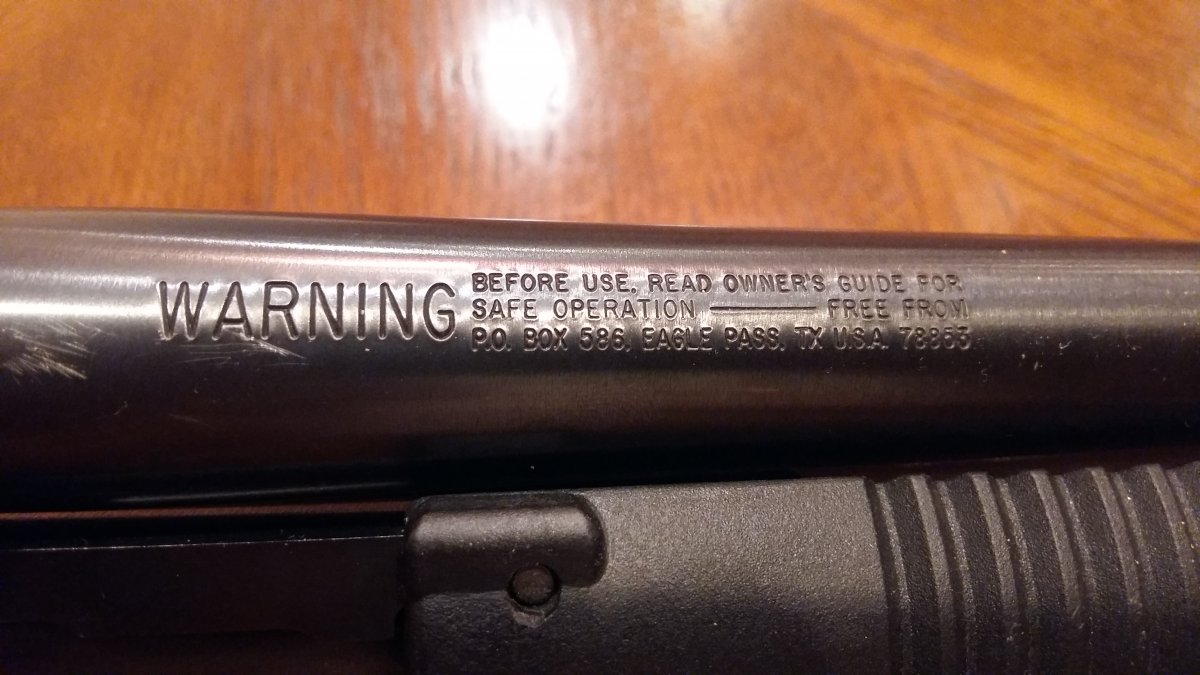 WARNING
BEFORE USE, READ OWNER'S GUIDE FOR
SAFE OPERATION ——— FREE FROM
P.O. BOX 586, EAGLE PASS, TX U.S.A. 78853